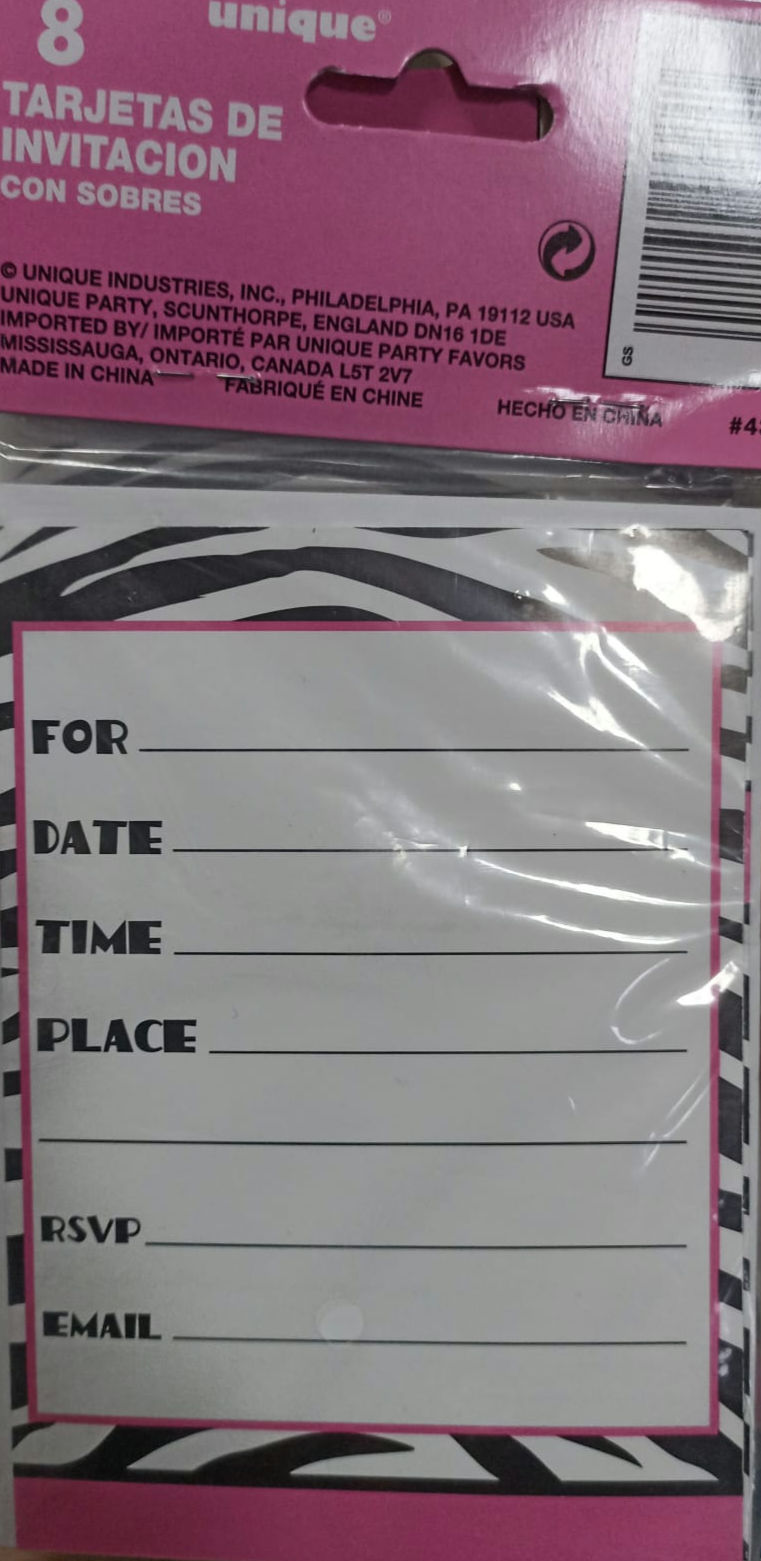 8
unique®
TARJETAS DE
INVITACION
CON SOBRES
© UNIQUE INDUSTRIES, INC., PHILADELPHIA, PA 19112 USA
UNIQUE PARTY, SCUNTHORPE, ENGLAND DN16 1DE
IMPORTED BY/ IMPORTÉ PAR UNIQUE PARTY FAVORS
MISSISSAUGA, ONTARIO, CANADA L5T 2V7
MADE IN CHINA FABRIQUÉ EN CHINE HECHO EN CHINA
GS
FOR
DATE
TIME
PLACE
RSVP
EMAIL